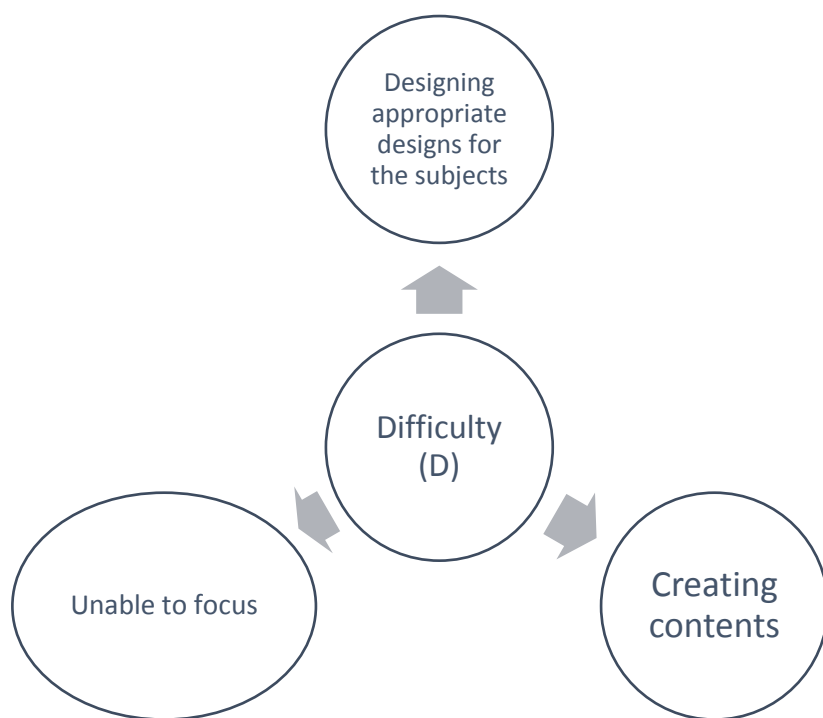 Designing
appropriate
designs for
the subjects
Difficulty
(D)
Unable to focus
Creating
contents